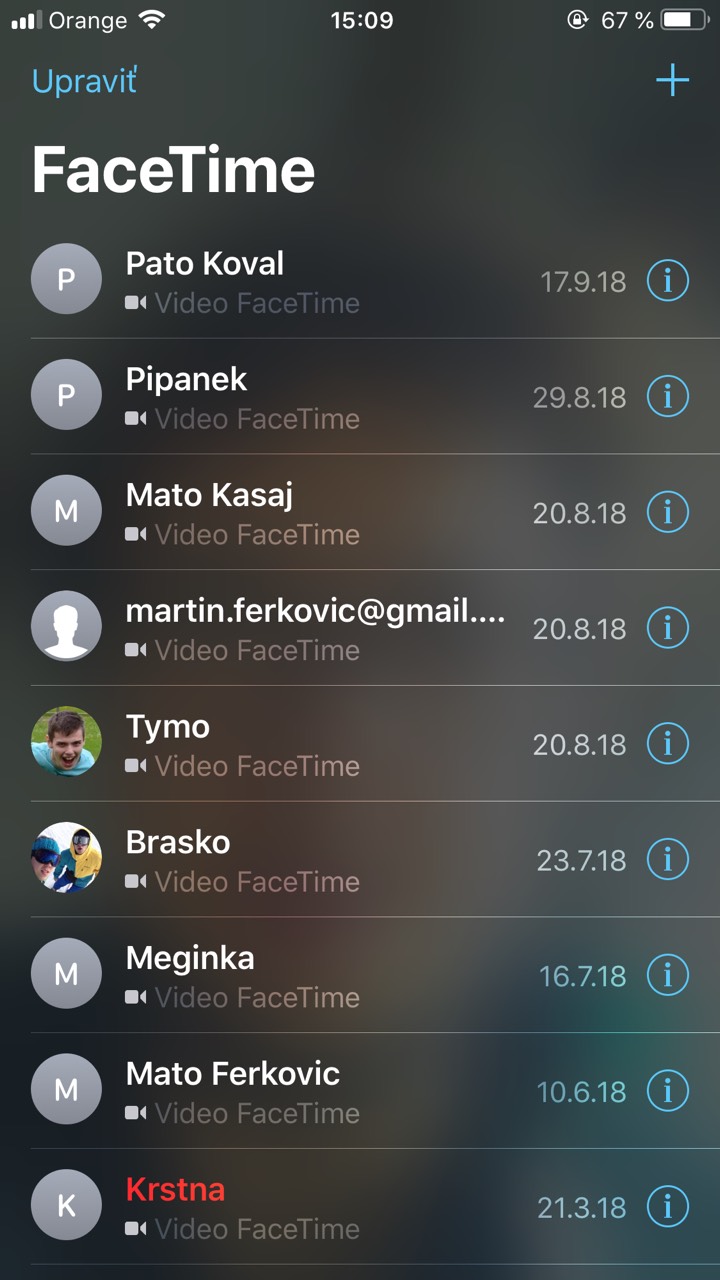 Orange 15:09 67 %
Upraviť +
FaceTime
P Pato Koval
Video FaceTime 17.9.18
P Pipanek
Video FaceTime 29.8.18
M Mato Kasaj
Video FaceTime 20.8.18
martin.ferkovic@gmail....
Video FaceTime 20.8.18
Tymo
Video FaceTime 20.8.18
Brasko
Video FaceTime 23.7.18
M Meginka
Video FaceTime 16.7.18
M Mato Ferkovic
Video FaceTime 10.6.18
K Krstna
Video FaceTime 21.3.18